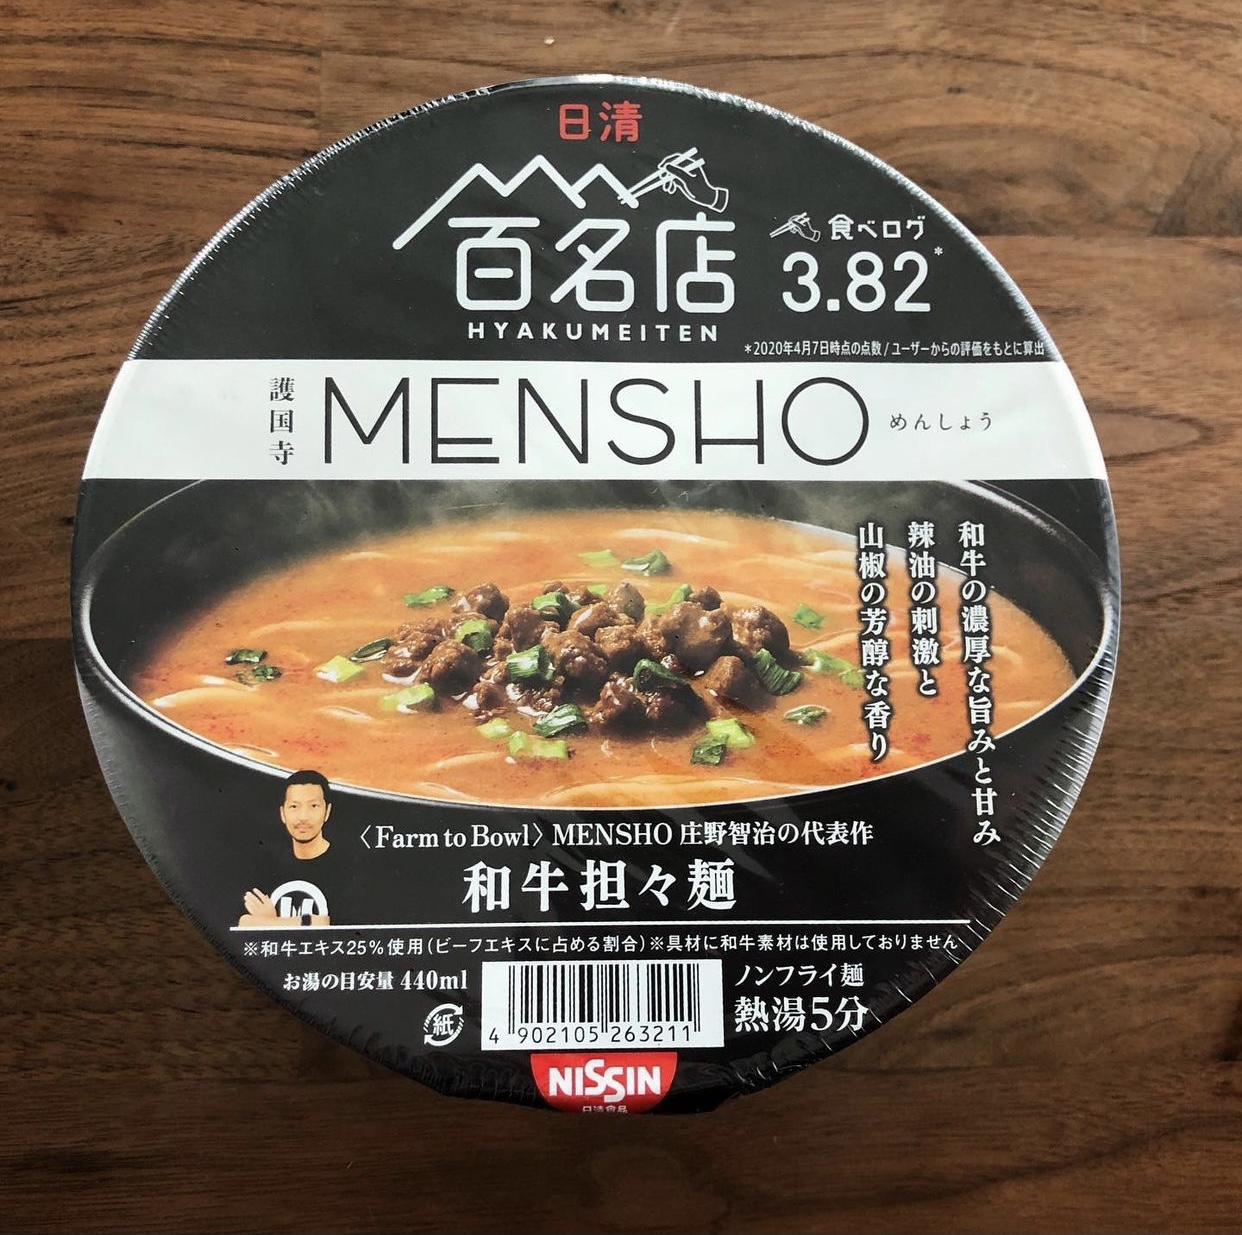 日清
百名店
HYAKUMEITEN
食べログ
3.82*
*2020年4月7日時点の点数/ユーザーからの評価をもとに算出
護国寺
MENSHO
めんしょう
和牛の濃厚な旨みと甘み
辣油の刺激と
山椒の芳醇な香り
〈Farm to Bowl〉MENSHO 庄野智治の代表作
和牛担々麺
※和牛エキス25%使用(ビーフエキスに占める割合)※具材に和牛素材は使用しておりません
お湯の目安量 440ml
紙
4 902105 263211
ノンフライ麺
熱湯5分
NISSIN
日清食品